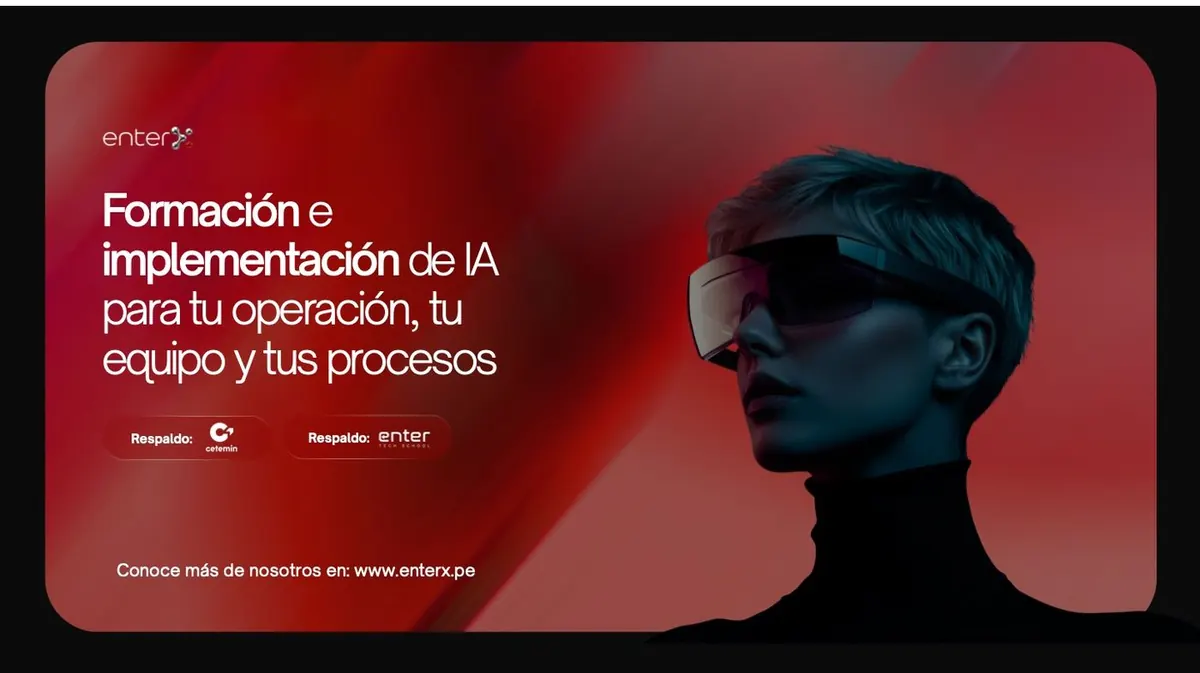 enterX
Formación e
implementación de IA
para tu operación, tu
equipo y tus procesos
Respaldo: cetemin
Respaldo: enter
TECH SCHOOL
Conoce más de nosotros en: www.enterx.pe